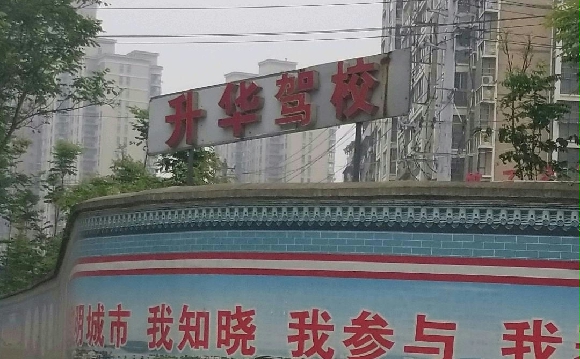 升华驾校
明城市 我知晓 我参与 我